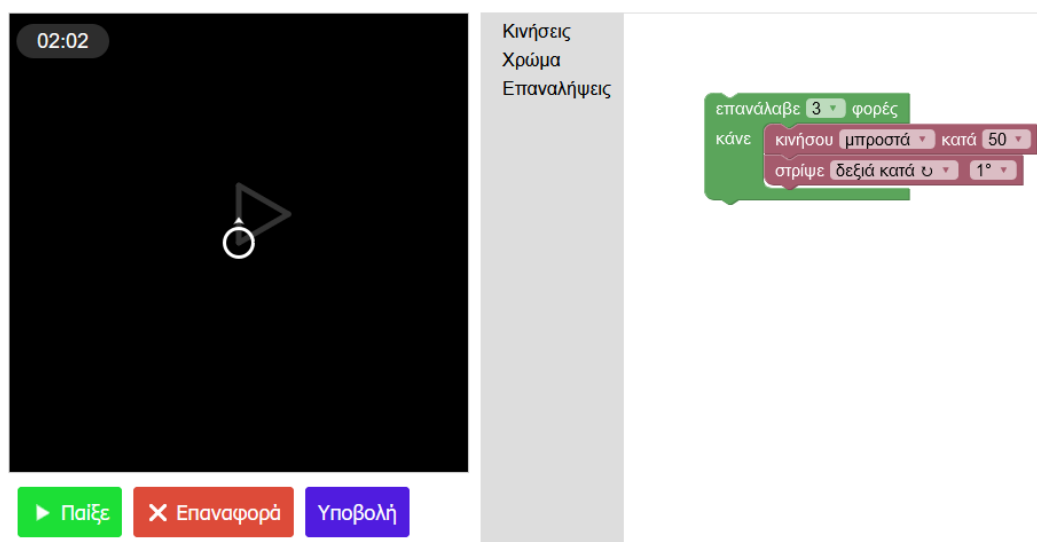 02:02
Κινήσεις
Χρώμα
Επαναλήψεις
επανάλαβε 3 φορές
κάνε κινήσου μπροστά κατά 50
στρίψε δεξιά κατά ↻ 1°
Παίξε Επαναφορά Υποβολή